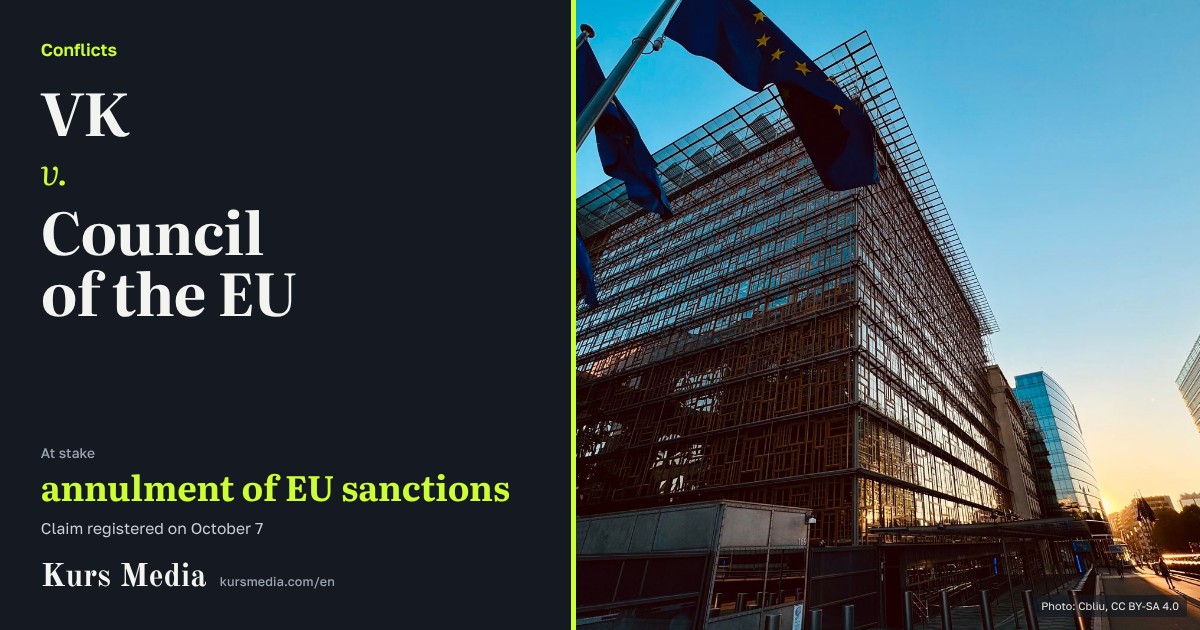 Conflicts
VK
v.
Council
of the EU
At stake
annulment of EU sanctions
Claim registered on October 7
Kurs Media kursmedia.com/en
Photo: Cbliu, CC BY-SA 4.0